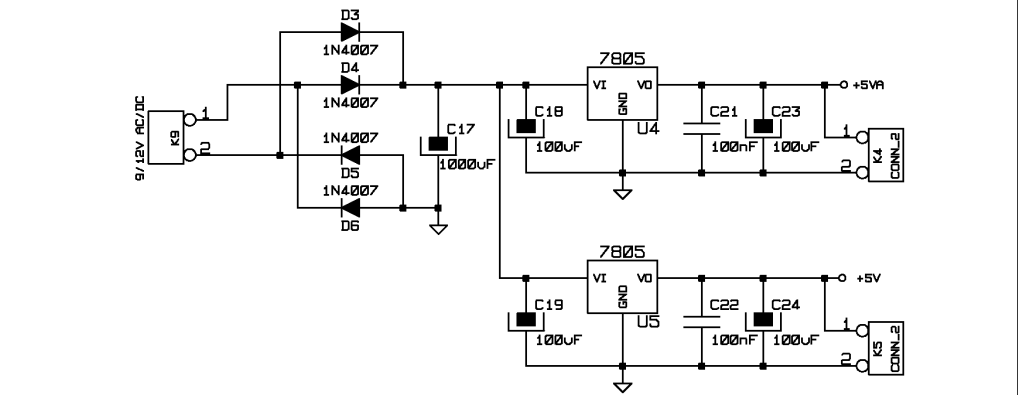 D3
1N4007
D4
1N4007
9/12V AC/DC
K9
1
2
1N4007
D5
1N4007
D6
C17
1000uF
7805
VI
VO
GND
U4
C18
100uF
C21
100nF
C23
100uF
+5VA
1
2
K4
CONN_2
7805
VI
VO
GND
U5
C19
100uF
C22
100nF
C24
100uF
+5V
1
2
K5
CONN_2